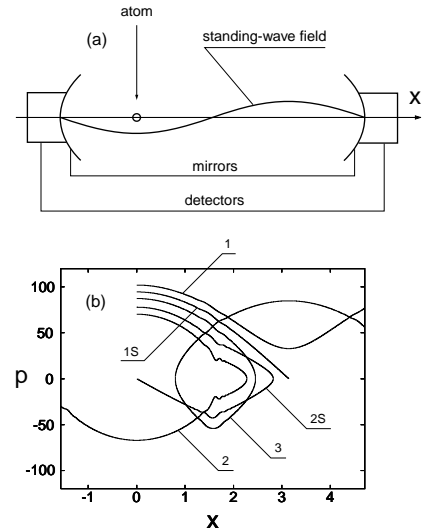 atom
(a)
standing-wave field
X
mirrors
detectors
(b)
1
100
50
1S
p
0
-50
2S
-100
2
3
-1 0 1 2 3 4
x